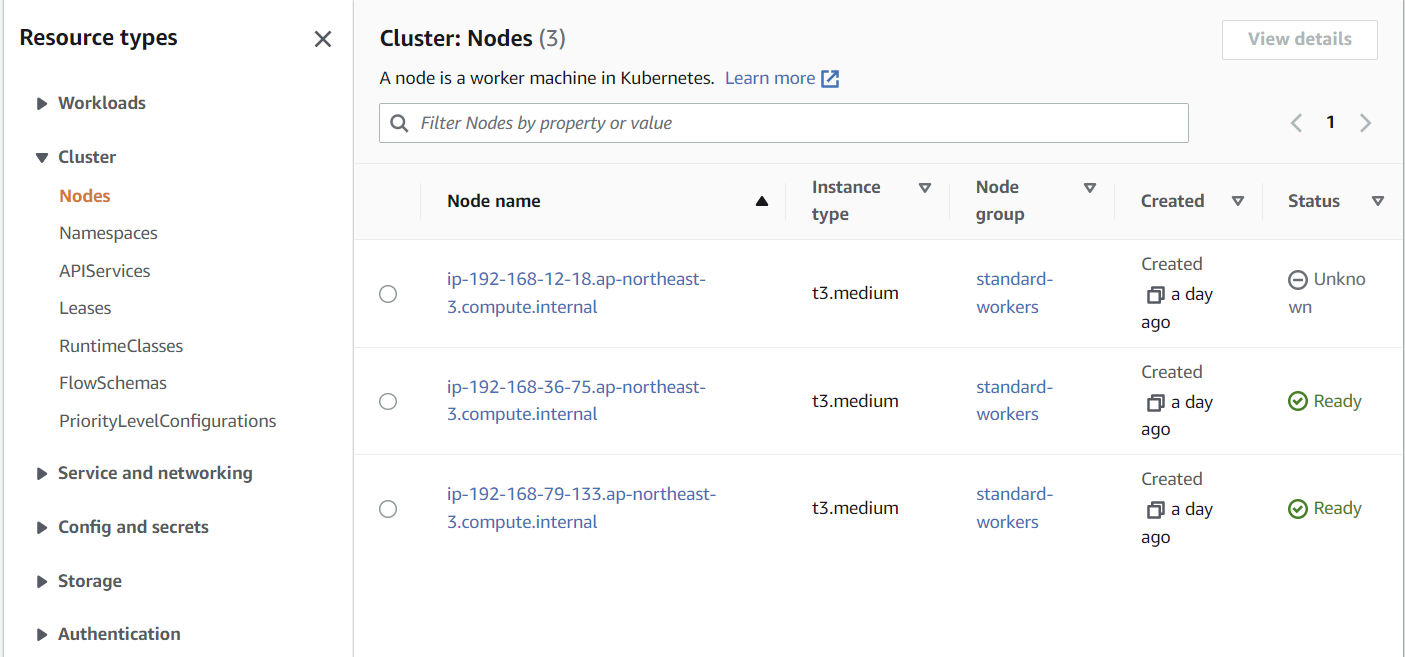 Resource types
Workloads
Cluster
Nodes
Namespaces
APIServices
Leases
RuntimeClasses
FlowSchemas
PriorityLevelConfigurations
Service and networking
Config and secrets
Storage
Authentication
Cluster: Nodes (3)
View details
A node is a worker machine in Kubernetes. Learn more
Filter Nodes by property or value
1
Node name
Instance
type
Node
group
Created
Status
ip-192-168-12-18.ap-northeast-
3.compute.internal
t3.medium
standard-
workers
Created
a day
ago
Unkno
wn
ip-192-168-36-75.ap-northeast-
3.compute.internal
t3.medium
standard-
workers
Created
a day
ago
Ready
ip-192-168-79-133.ap-northeast-
3.compute.internal
t3.medium
standard-
workers
Created
a day
ago
Ready